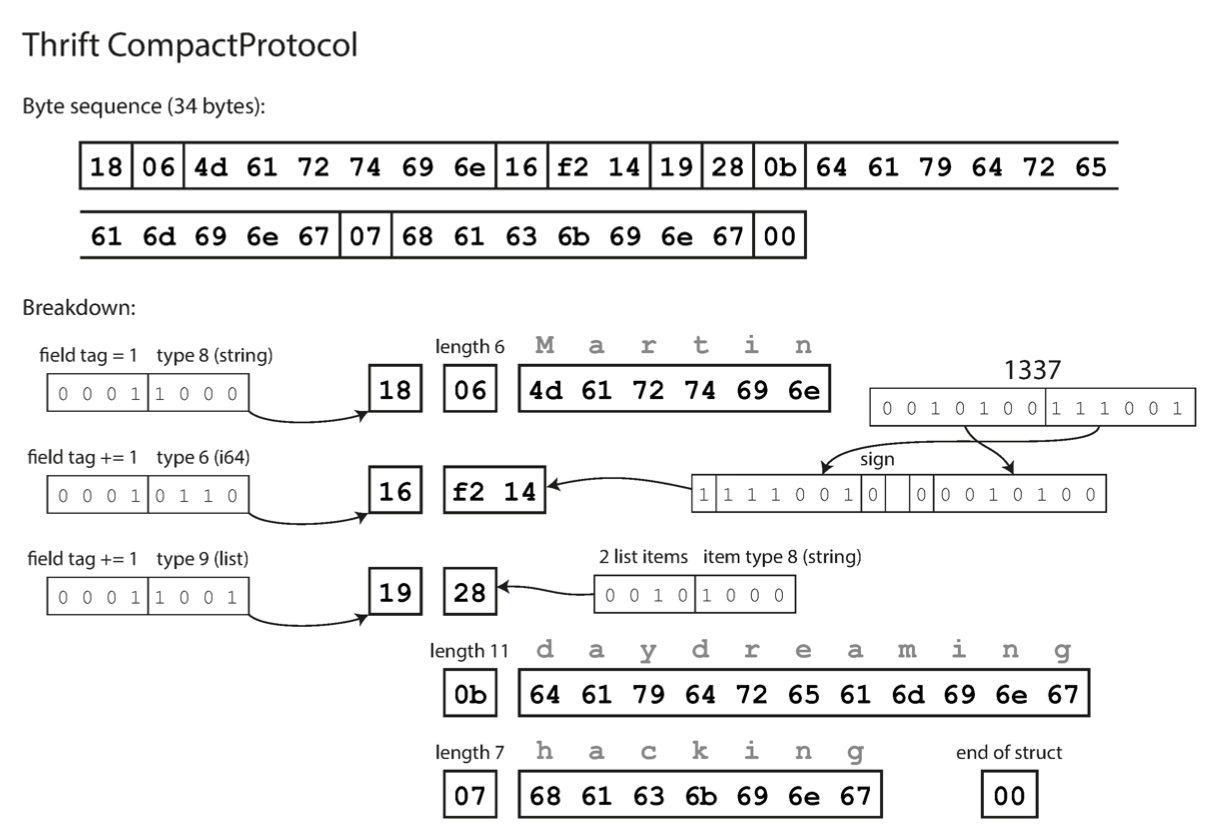 Thrift CompactProtocol
Byte sequence (34 bytes):
18 06 4d 61 72 74 69 6e 16 f2 14 19 28 0b 64 61 79 64 72 65
61 6d 69 6e 67 07 68 61 63 6b 69 6e 67 00
Breakdown:
field tag = 1 type 8 (string)
0 0 0 1 1 0 0 0
18
length 6
06
M a r t i n
4d 61 72 74 69 6e
1337
0 0 1 0 1 0 0 1 1 1 0 0 1
field tag += 1 type 6 (i64)
0 0 0 1 0 1 1 0
16
f2 14
sign
1 1 1 1 0 0 1 0 0 0 0 1 0 1 0 0
field tag += 1 type 9 (list)
0 0 0 1 1 0 0 1
19
28
2 list items item type 8 (string)
0 0 1 0 1 0 0 0
length 11
0b
d a y d r e a m i n g
64 61 79 64 72 65 61 6d 69 6e 67
length 7
07
h a c k i n g
68 61 63 6b 69 6e 67
end of struct
00